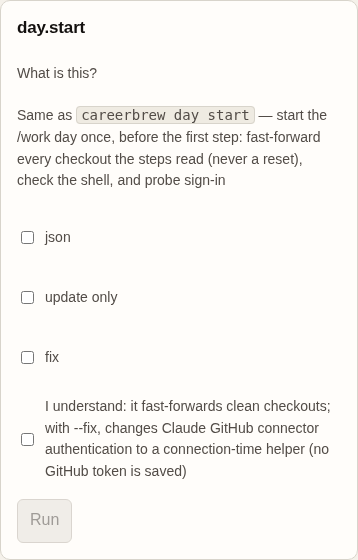 day.start
What is this?
Same as careerbrew day start — start the
/work day once, before the first step: fast-forward
every checkout the steps read (never a reset),
check the shell, and probe sign-in
json
update only
fix
I understand: it fast-forwards clean checkouts;
with --fix, changes Claude GitHub connector
authentication to a connection-time helper (no
GitHub token is saved)
Run